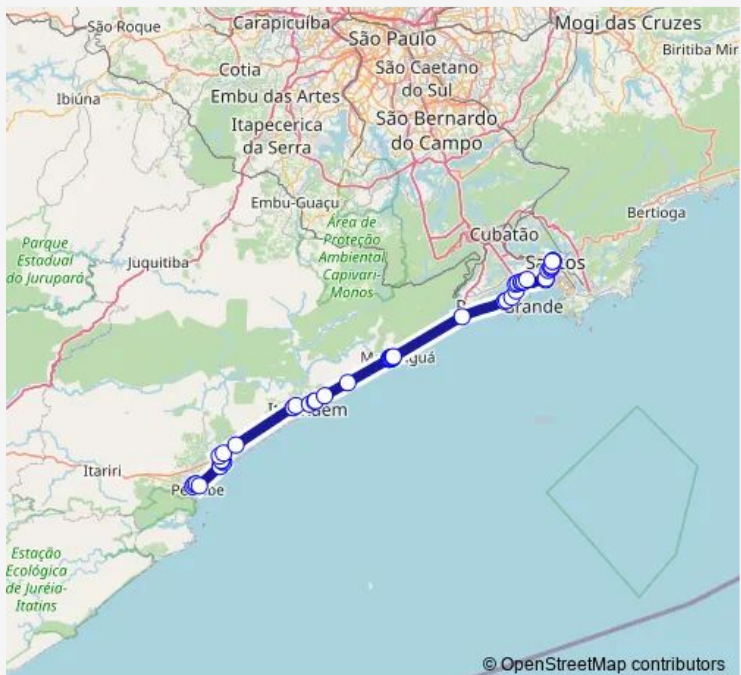 São Roque
Carapicuíba
Mogi das Cruzes
São Paulo
Biritiba Mir
Cotia
São Caetano
do Sul
Ibiúna
Embu das Artes
Itapecerica
da Serra
São Bernardo
do Campo
Embu-Guaçu
Bertioga
Área de
Proteção
Ambiental
Capivari-
Monos
Cubatão
Parque
Estadual
do Jurupará
Juquitiba
Itariri
Estação
Ecológica
de Juréia-
Itatins
© OpenStreetMap contributors